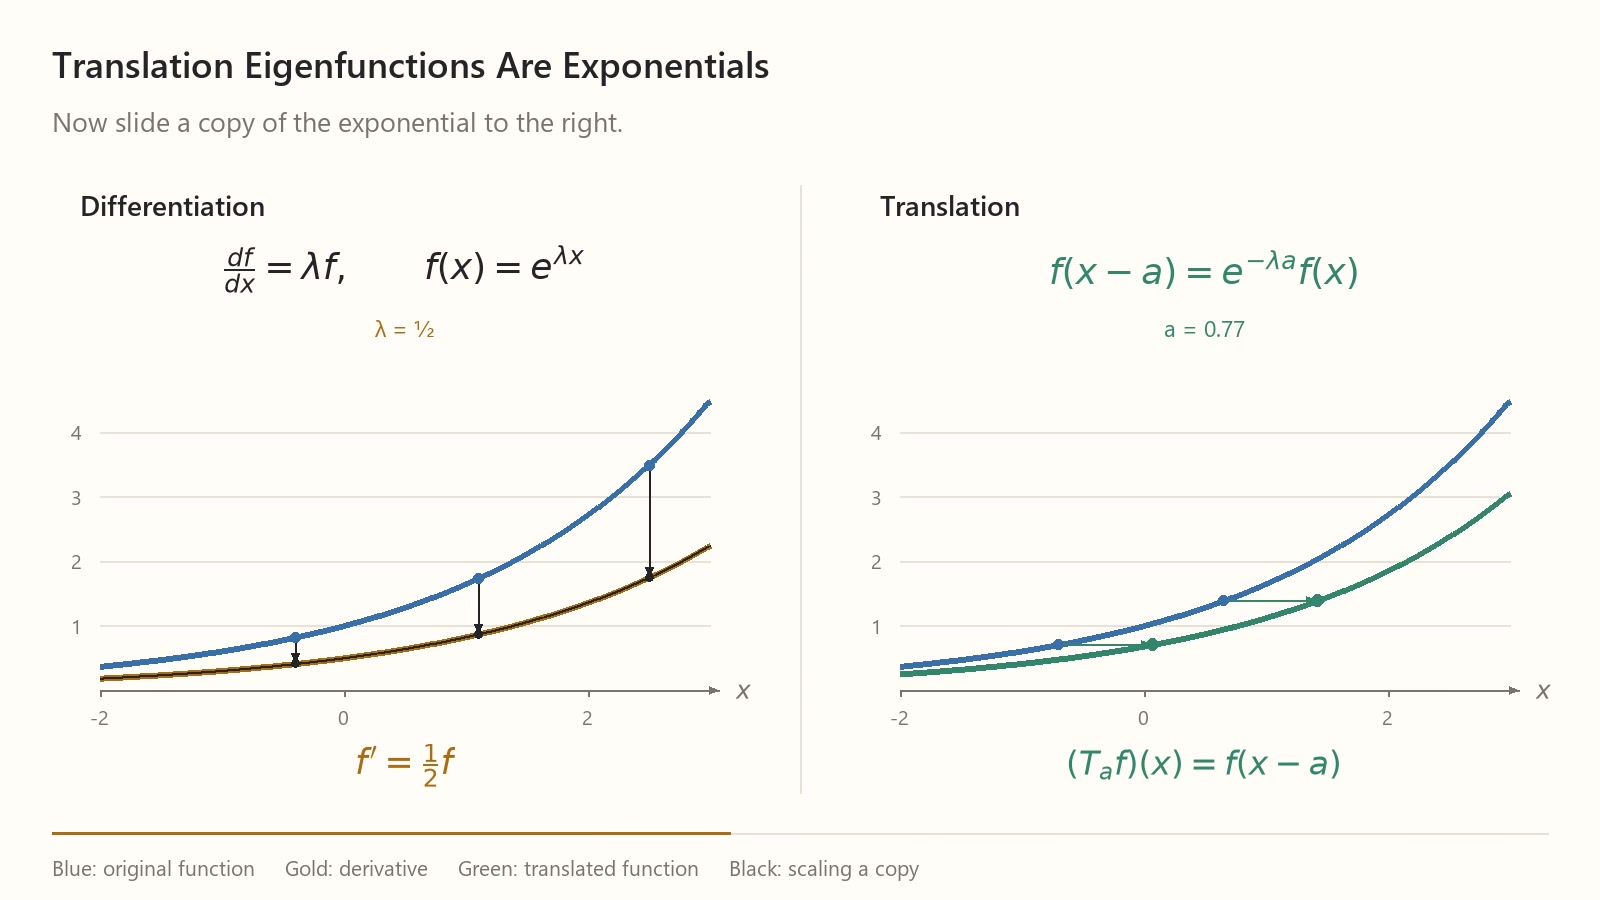 Translation Eigenfunctions Are Exponentials
Now slide a copy of the exponential to the right.
Differentiation
df/dx = λf, f(x) = e^{λx}
λ = ½
4
3
2
1
-2 0 2 x
f′ = 1/2 f
Translation
f(x − a) = e^{−λa}f(x)
a = 0.77
4
3
2
1
-2 0 2 x
(T_a f)(x) = f(x − a)
Blue: original function Gold: derivative Green: translated function Black: scaling a copy